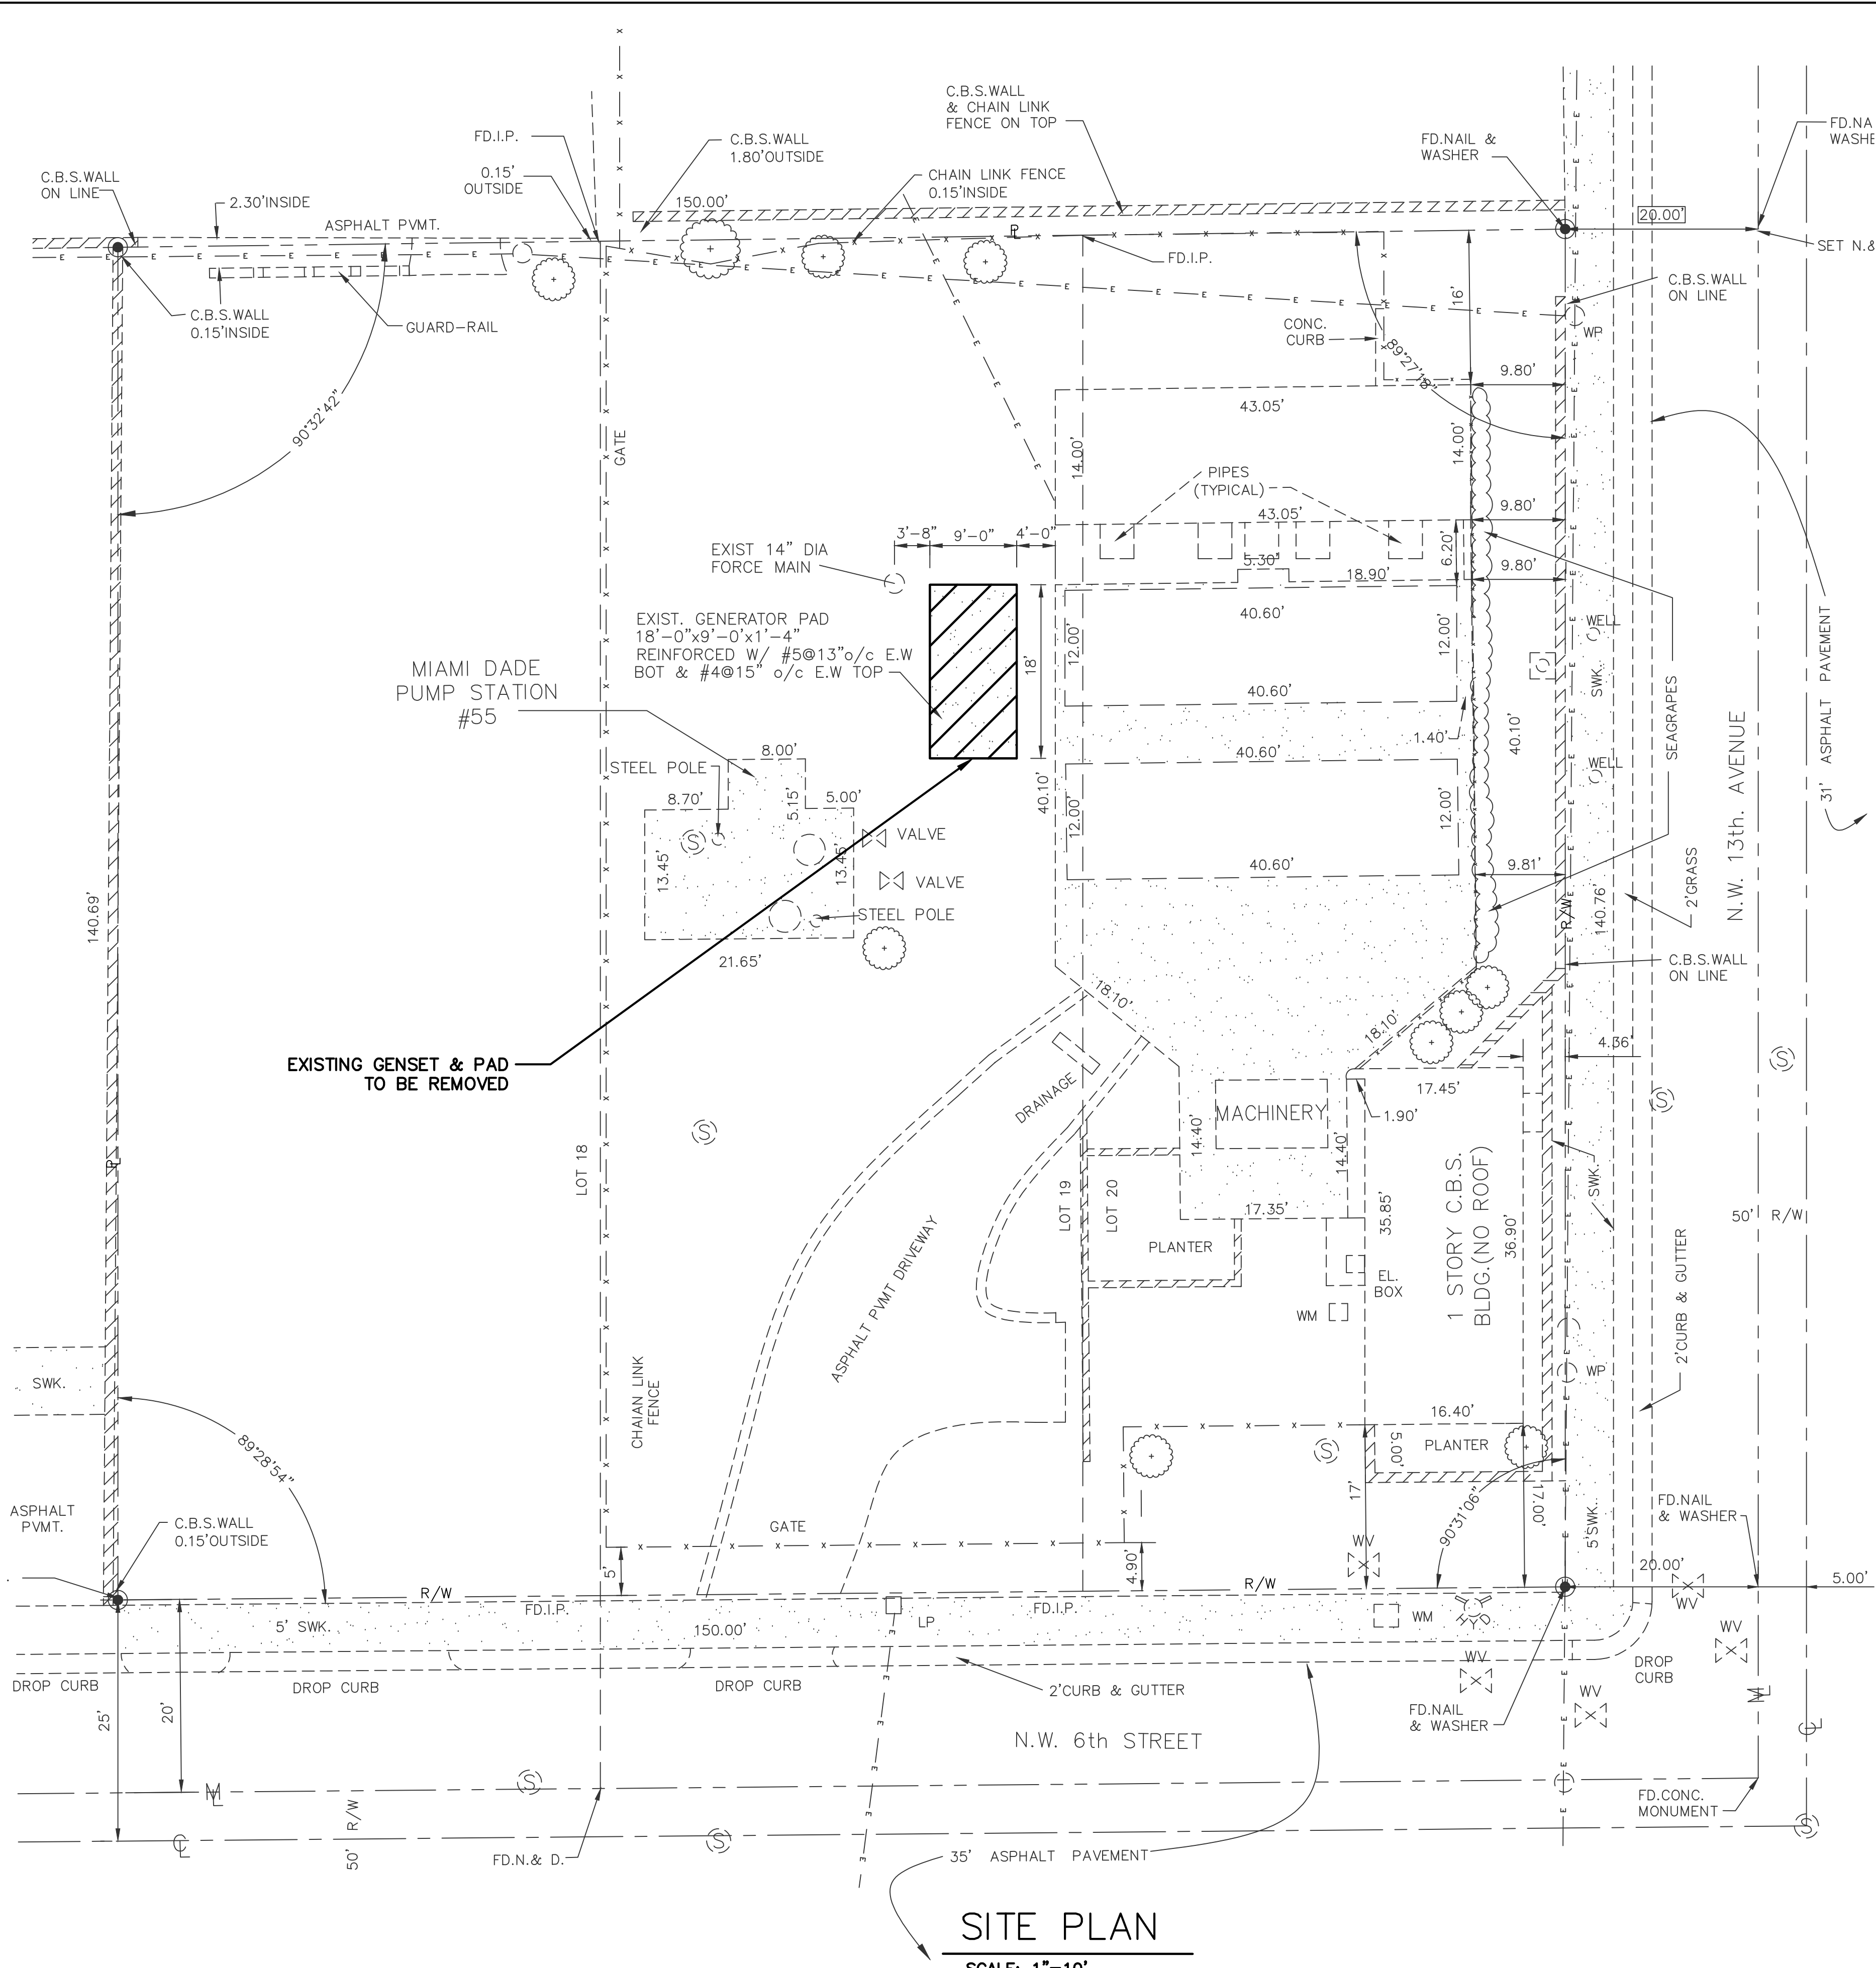 C.B.S.WALL
& CHAIN LINK
FENCE ON TOP
FD.I.P.
C.B.S.WALL
1.80'OUTSIDE
FD.NAIL &
WASHER
0.15'
OUTSIDE
CHAIN LINK FENCE
0.15'INSIDE
C.B.S.WALL
ON LINE
2.30'INSIDE
ASPHALT PVMT.
150.00'
20.00'
FD.I.P.
C.B.S.WALL
ON LINE
C.B.S.WALL
0.15'INSIDE
GUARD-RAIL
CONC.
CURB
16'
WP
89°27'18"
9.80'
43.05'
90°32'42"
GATE
14.00'
14.00'
PIPES
(TYPICAL)
43.05'
9.80'
3'-8"
9'-0"
4'-0"
EXIST 14" DIA
FORCE MAIN
5.30'
18.90'
6.20'
9.80'
EXIST. GENERATOR PAD
18'-0"x9'-0'x1'-4"
REINFORCED W/ #5@13"o/c E.W
BOT & #4@15" o/c E.W TOP
18'
40.60'
12.00'
12.00'
WELL
SWK.
MIAMI DADE
PUMP STATION
#55
40.60'
1.40'
40.10'
SEAGRAPES
31' ASPHALT PAVEMENT
N.W. 13th. AVENUE
8.00'
STEEL POLE
40.60'
WELL
8.70'
5.15'
5.00'
40.10'
12.00'
12.00'
S
VALVE
13.45'
13.45'
40.60'
9.81'
VALVE
STEEL POLE
21.65'
140.69'
R/W
140.76'
2'GRASS
C.B.S.WALL
ON LINE
18.10'
18.10'
4.36'
EXISTING GENSET & PAD
TO BE REMOVED
DRAINAGE
MACHINERY
17.45'
1.90'
S
S
S
14.40'
14.40'
LOT 18
LOT 19
LOT 20
17.35'
35.85'
1 STORY C.B.S.
BLDG.(NO ROOF)
36.90'
SWK.
50' R/W
PLANTER
EL.
BOX
WM
ASPHALT PVMT DRIVEWAY
2'CURB & GUTTER
CHAIAN LINK
FENCE
SWK.
WP
16.40'
PLANTER
5.00'
S
89°28'54"
ASPHALT
PVMT.
C.B.S.WALL
0.15'OUTSIDE
GATE
17'
90°31'06"
17.00'
5'SWK.
FD.NAIL
& WASHER
WV
5'
4.90'
20.00'
5.00'
R/W
R/W
WV
FD.I.P.
FD.I.P.
5' SWK.
150.00'
LP
WM
HYD
WV
WV
DROP
CURB
DROP CURB
DROP CURB
DROP CURB
2'CURB & GUTTER
WV
FD.NAIL
& WASHER
25'
20'
N.W. 6th STREET
S
FD.CONC.
MONUMENT
50' R/W
S
S
FD.N.& D.
35' ASPHALT PAVEMENT
SITE PLAN